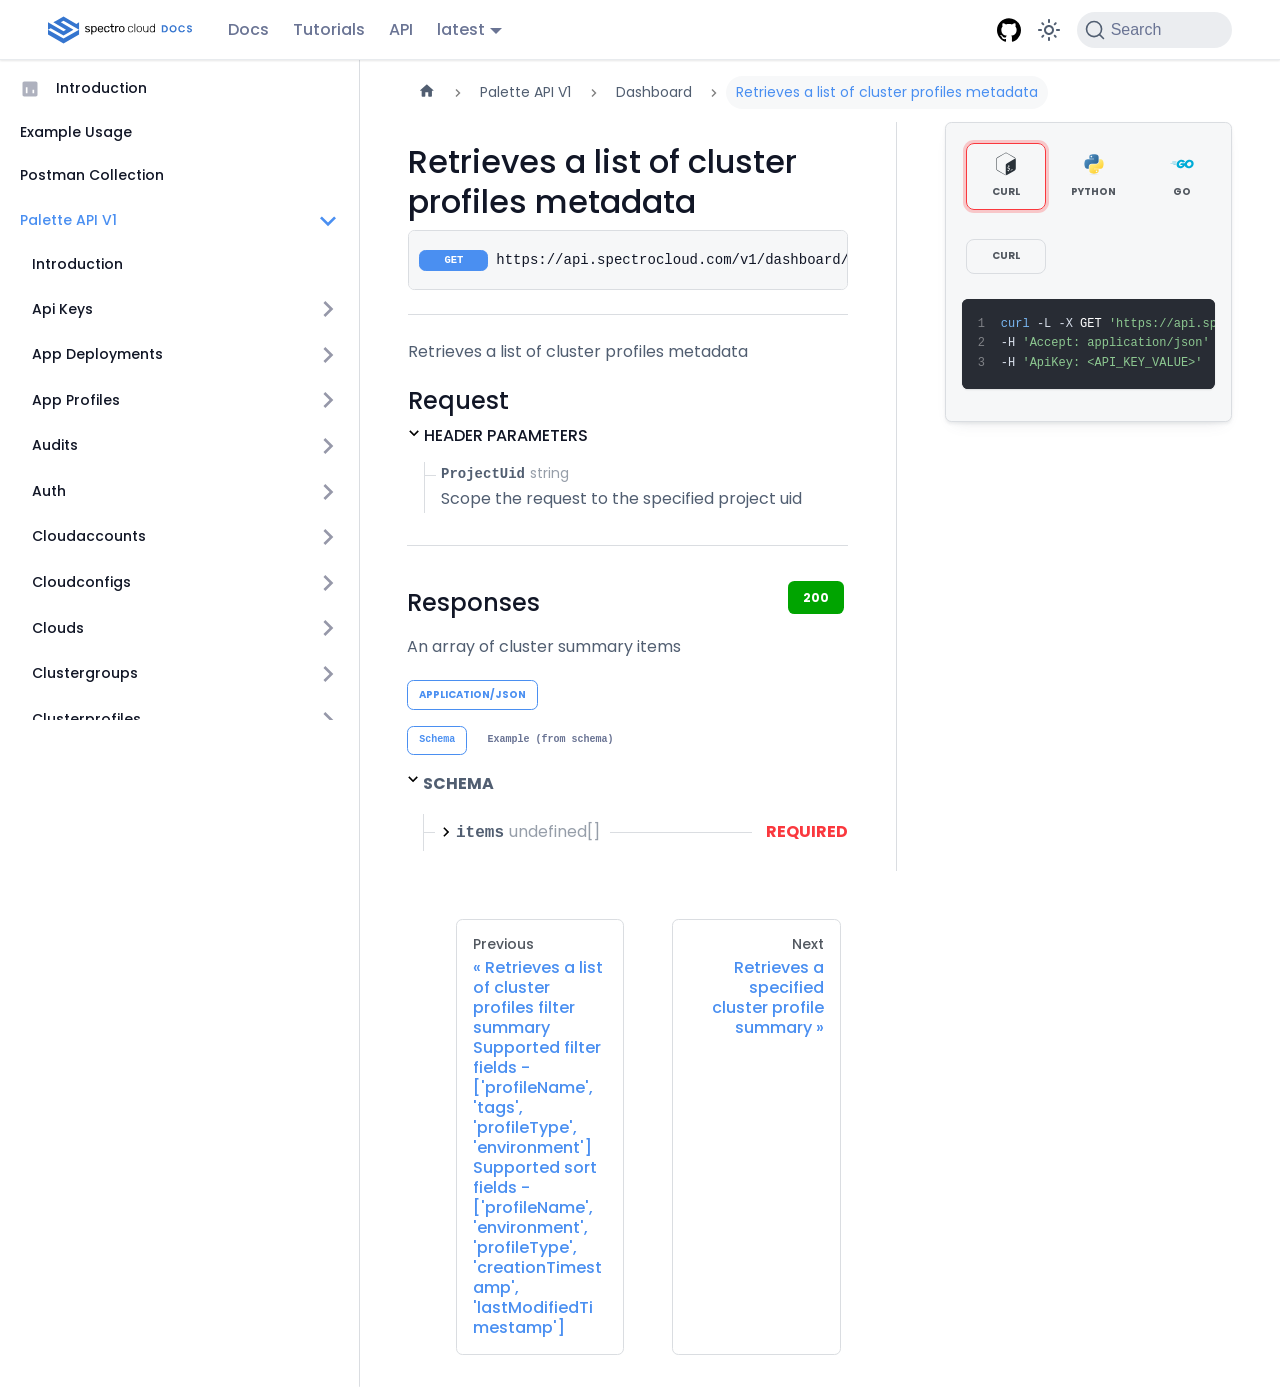 spectro cloud DOCS
Docs
Tutorials
API
latest
Search
Introduction
Example Usage
Postman Collection
Palette API V1
Introduction
Api Keys
App Deployments
App Profiles
Audits
Auth
Cloudaccounts
Cloudconfigs
Clouds
Clustergroups
Clusterprofiles
Palette API V1
Dashboard
Retrieves a list of cluster profiles metadata
Retrieves a list of cluster
profiles metadata
GET https://api.spectrocloud.com/v1/dashboard/
Retrieves a list of cluster profiles metadata
Request
HEADER PARAMETERS
ProjectUid string
Scope the request to the specified project uid
Responses
200
An array of cluster summary items
APPLICATION/JSON
Schema
Example (from schema)
SCHEMA
items undefined[]
REQUIRED
CURL
PYTHON
GO
CURL
1 curl -L -X GET 'https://api.sp
2 -H 'Accept: application/json'
3 -H 'ApiKey: <API_KEY_VALUE>'
Previous
« Retrieves a list
of cluster
profiles filter
summary
Supported filter
fields -
['profileName',
'tags',
'profileType',
'environment']
Supported sort
fields -
['profileName',
'environment',
'profileType',
'creationTimest
amp',
'lastModifiedTi
mestamp']
Next
Retrieves a
specified
cluster profile
summary »